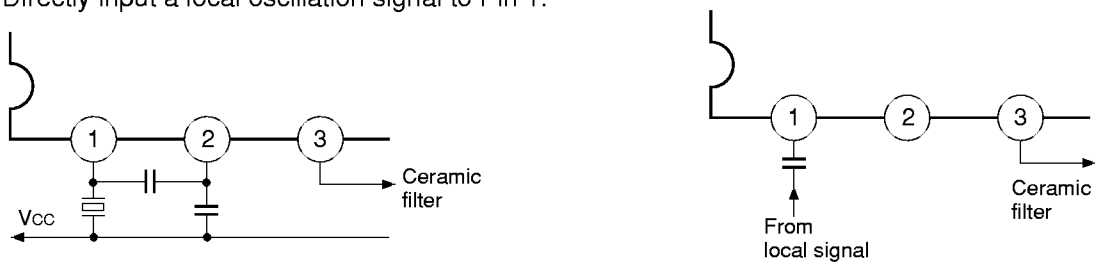 Directly input a local oscillation signal to Pin 1.
1
2
3
Ceramic
filter
VCC
1
2
3
Ceramic
filter
From
local signal